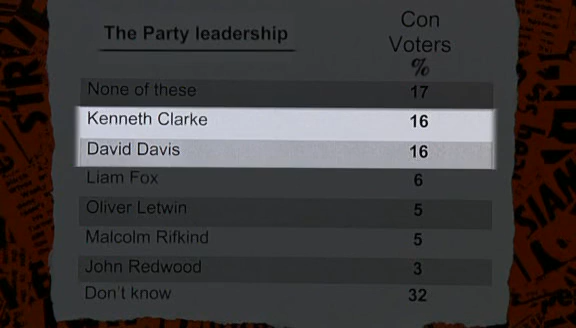 The Party leadership
Con
Voters
%
None of these 17
Kenneth Clarke 16
David Davis 16
Liam Fox 6
Oliver Letwin 5
Malcolm Rifkind 5
John Redwood 3
Don't know 32